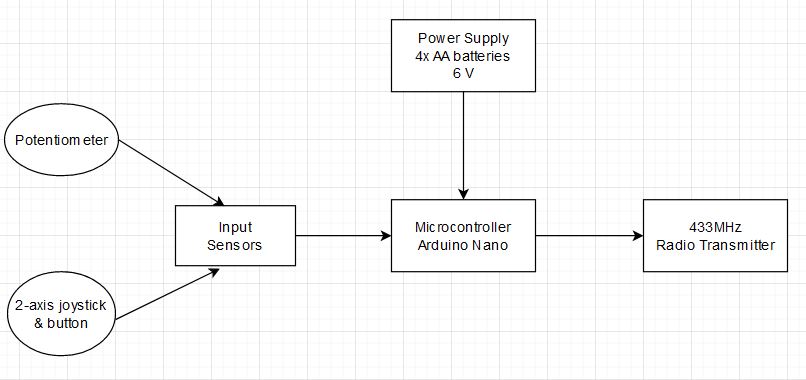 Power Supply
4x AA batteries
6 V
Potentiometer
Input
Sensors
Microcontroller
Arduino Nano
433MHz
Radio Transmitter
2-axis joystick
& button